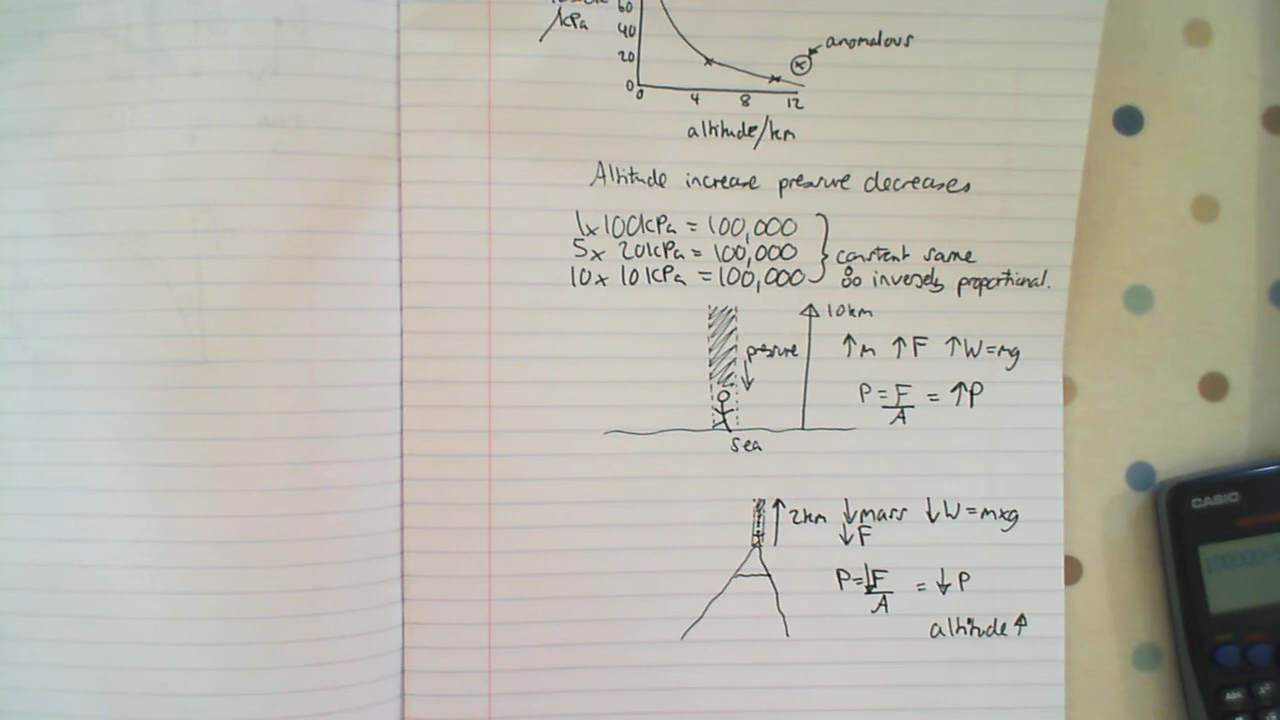 60
/kPa
40
20
0
0 4 8 12
anomalous
altitude/km
Altitude increase pressure decreases
1x100kPa = 100,000
5x 20kPa = 100,000
10x 10kPa = 100,000
constant same
∴ inversely proportional.
10km
pressure
↑m ↑F ↑W=mg
P=F/A = ↑P
sea
↑2km ↓mass ↓W=mxg
↓F
P=↓F/A = ↓P
altitude↑
CASIO